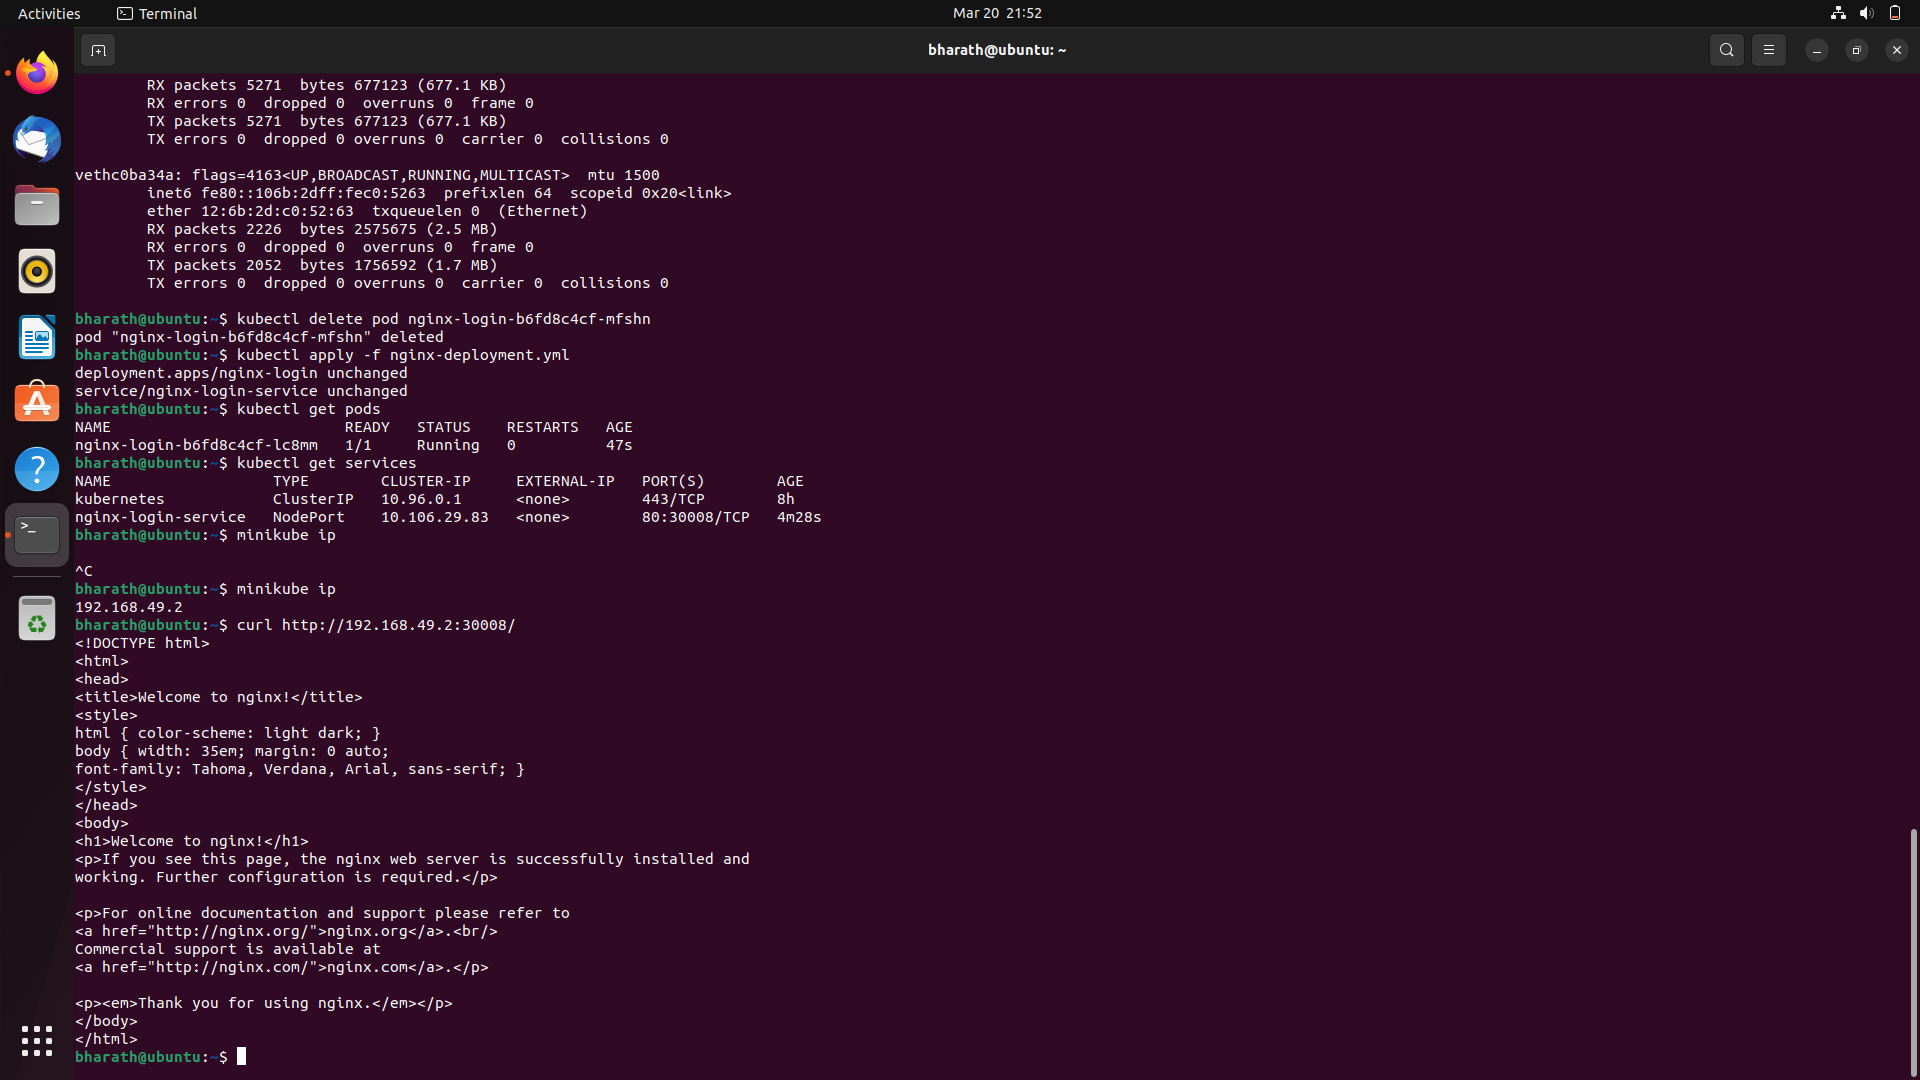 Activities
Terminal
Mar 20  21:52
bharath@ubuntu: ~
        RX packets 5271  bytes 677123 (677.1 KB)
        RX errors 0  dropped 0  overruns 0  frame 0
        TX packets 5271  bytes 677123 (677.1 KB)
        TX errors 0  dropped 0 overruns 0  carrier 0  collisions 0

vethc0ba34a: flags=4163<UP,BROADCAST,RUNNING,MULTICAST>  mtu 1500
        inet6 fe80::106b:2dff:fec0:5263  prefixlen 64  scopeid 0x20<link>
        ether 12:6b:2d:c0:52:63  txqueuelen 0  (Ethernet)
        RX packets 2226  bytes 2575675 (2.5 MB)
        RX errors 0  dropped 0  overruns 0  frame 0
        TX packets 2052  bytes 1756592 (1.7 MB)
        TX errors 0  dropped 0 overruns 0  carrier 0  collisions 0

bharath@ubuntu:~$ kubectl delete pod nginx-login-b6fd8c4cf-mfshn
pod "nginx-login-b6fd8c4cf-mfshn" deleted
bharath@ubuntu:~$ kubectl apply -f nginx-deployment.yml
deployment.apps/nginx-login unchanged
service/nginx-login-service unchanged
bharath@ubuntu:~$ kubectl get pods
NAME                          READY   STATUS    RESTARTS   AGE
nginx-login-b6fd8c4cf-lc8mm   1/1     Running   0          47s
bharath@ubuntu:~$ kubectl get services
NAME                  TYPE        CLUSTER-IP     EXTERNAL-IP   PORT(S)        AGE
kubernetes            ClusterIP   10.96.0.1      <none>        443/TCP        8h
nginx-login-service   NodePort    10.106.29.83   <none>        80:30008/TCP   4m28s
bharath@ubuntu:~$ minikube ip

^C
bharath@ubuntu:~$ minikube ip
192.168.49.2
bharath@ubuntu:~$ curl http://192.168.49.2:30008/
<!DOCTYPE html>
<html>
<head>
<title>Welcome to nginx!</title>
<style>
html { color-scheme: light dark; }
body { width: 35em; margin: 0 auto;
font-family: Tahoma, Verdana, Arial, sans-serif; }
</style>
</head>
<body>
<h1>Welcome to nginx!</h1>
<p>If you see this page, the nginx web server is successfully installed and
working. Further configuration is required.</p>

<p>For online documentation and support please refer to
<a href="http://nginx.org/">nginx.org</a>.<br/>
Commercial support is available at
<a href="http://nginx.com/">nginx.com</a>.</p>

<p><em>Thank you for using nginx.</em></p>
</body>
</html>
bharath@ubuntu:~$